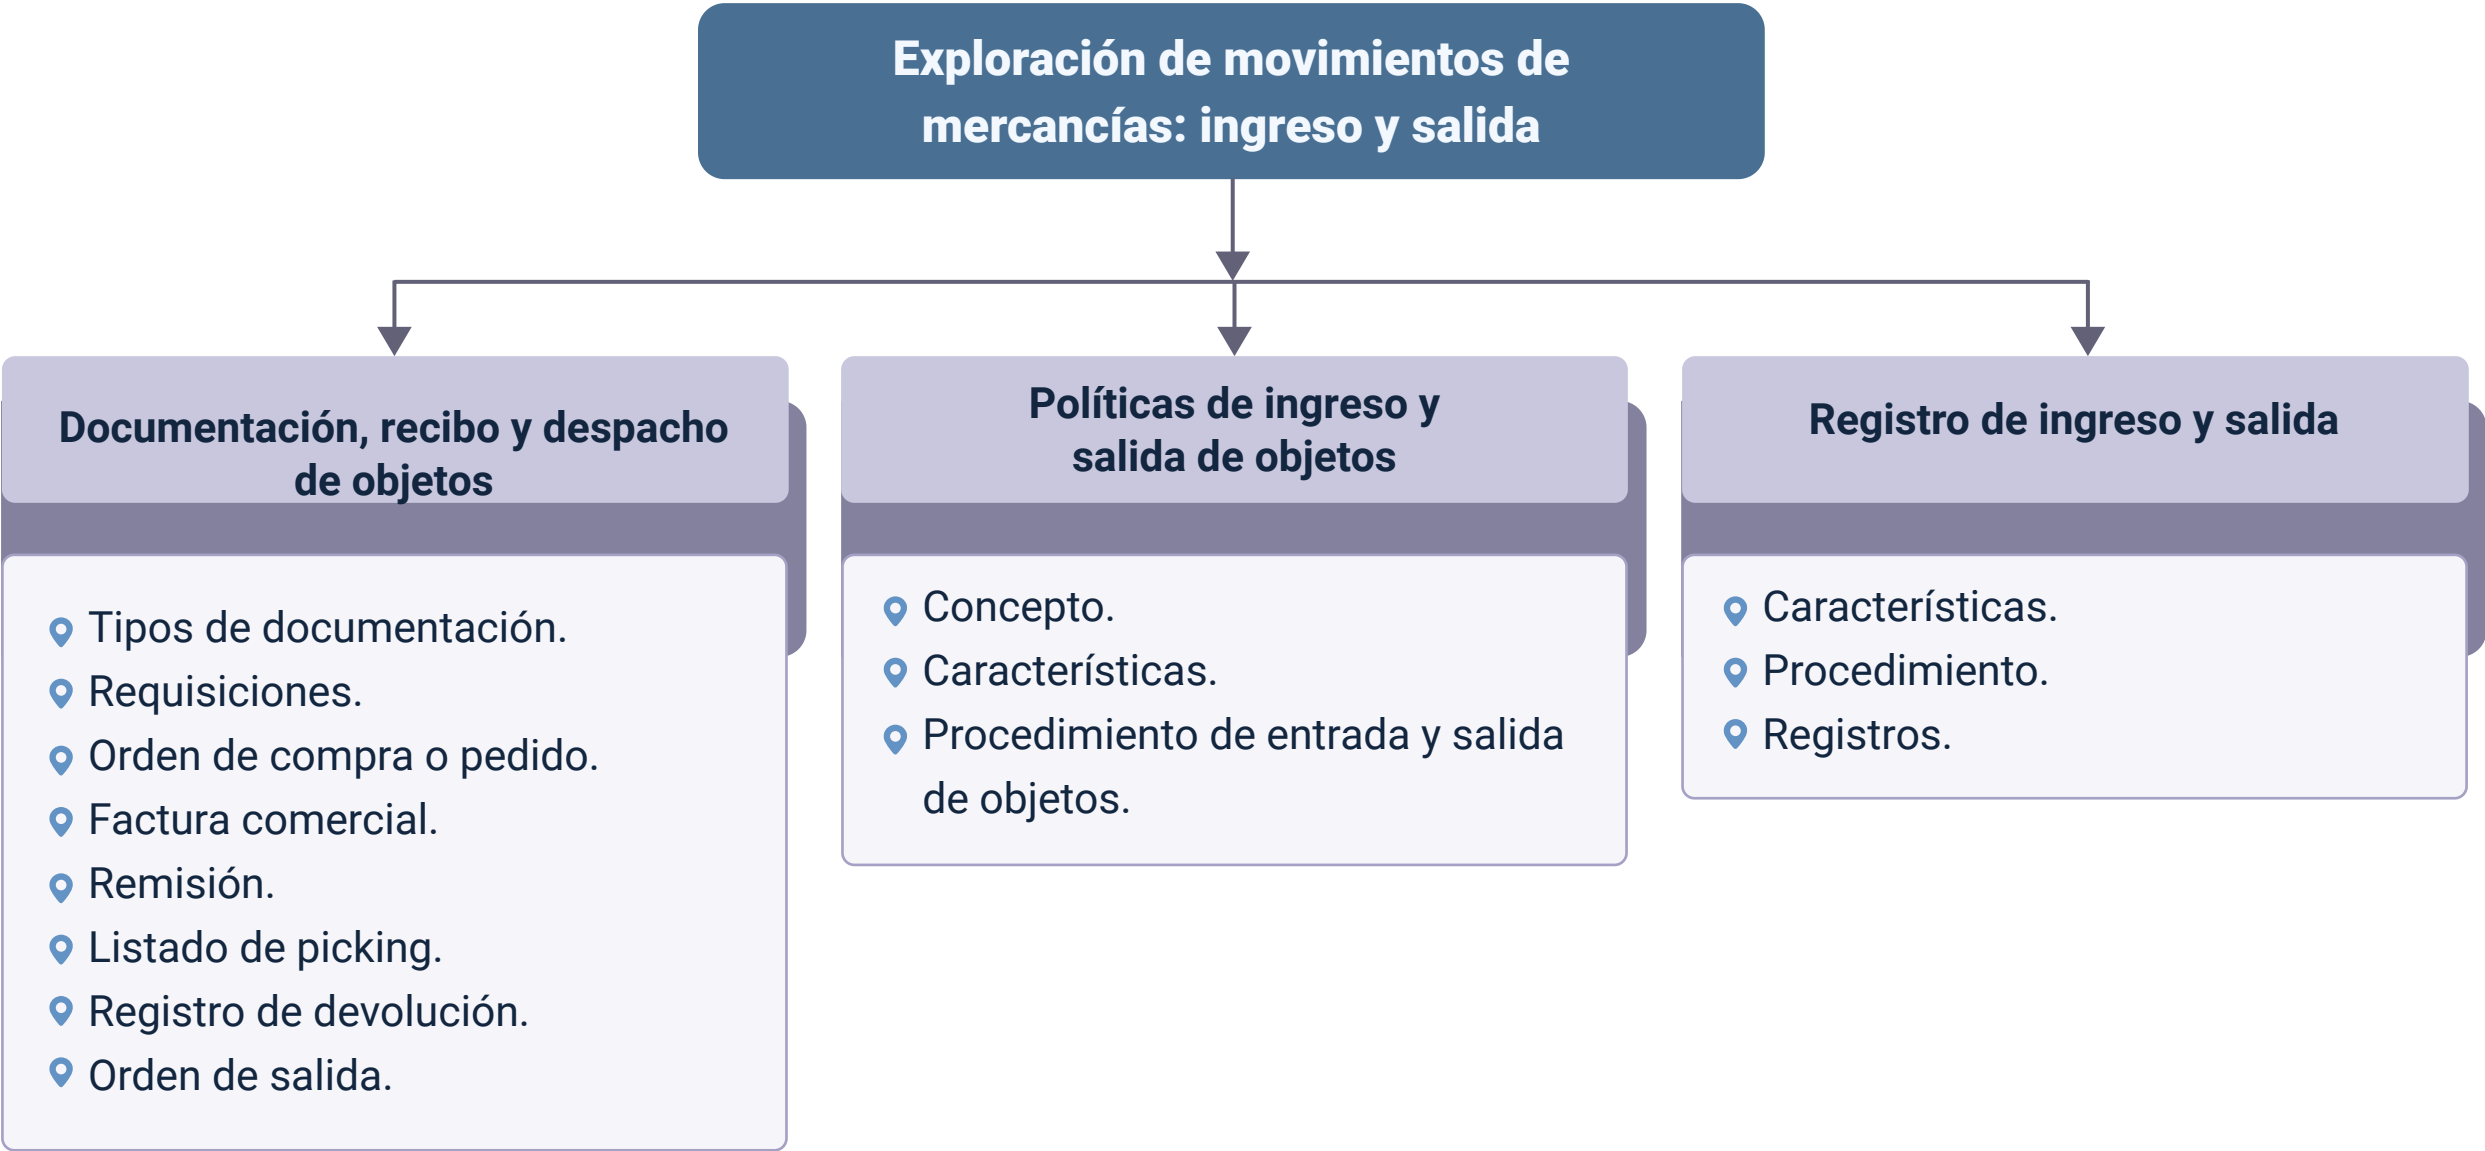 Exploración de movimientos de
mercancías: ingreso y salida
Documentación, recibo y despacho
de objetos
Tipos de documentación.
Requisiciones.
Orden de compra o pedido.
Factura comercial.
Remisión.
Listado de picking.
Registro de devolución.
Orden de salida.
Políticas de ingreso y
salida de objetos
Concepto.
Características.
Procedimiento de entrada y salida
de objetos.
Registro de ingreso y salida
Características.
Procedimiento.
Registros.